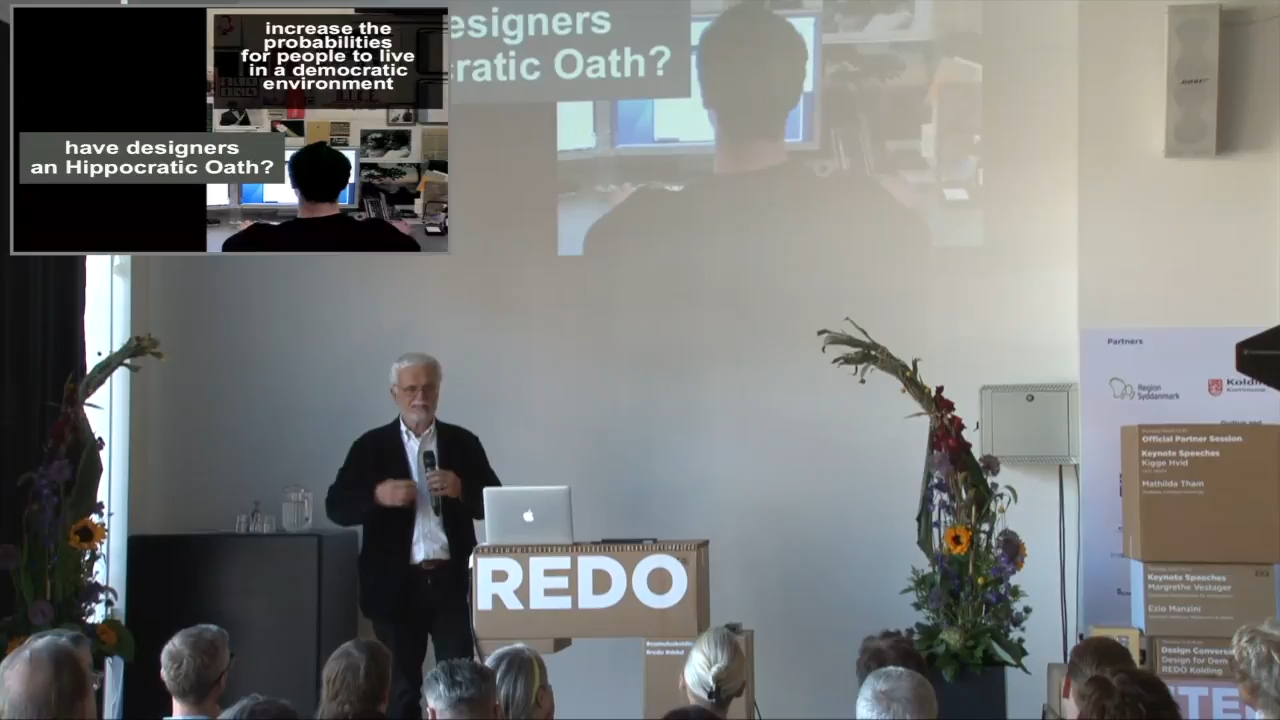 increase the
probabilities
for people to live
in a democratic
environment
have designers
an Hippocratic Oath?
esigners
cratic Oath?
BOSE
Partners
Region
Syddanmark
Official Partner Session
Keynote Speeches
Kigge Hvid
Mathilda Tham
Keynote Speeches
Margrethe Vestager
Ezio Manzini
Design
Design for Dem
REDO Kolding
REDO